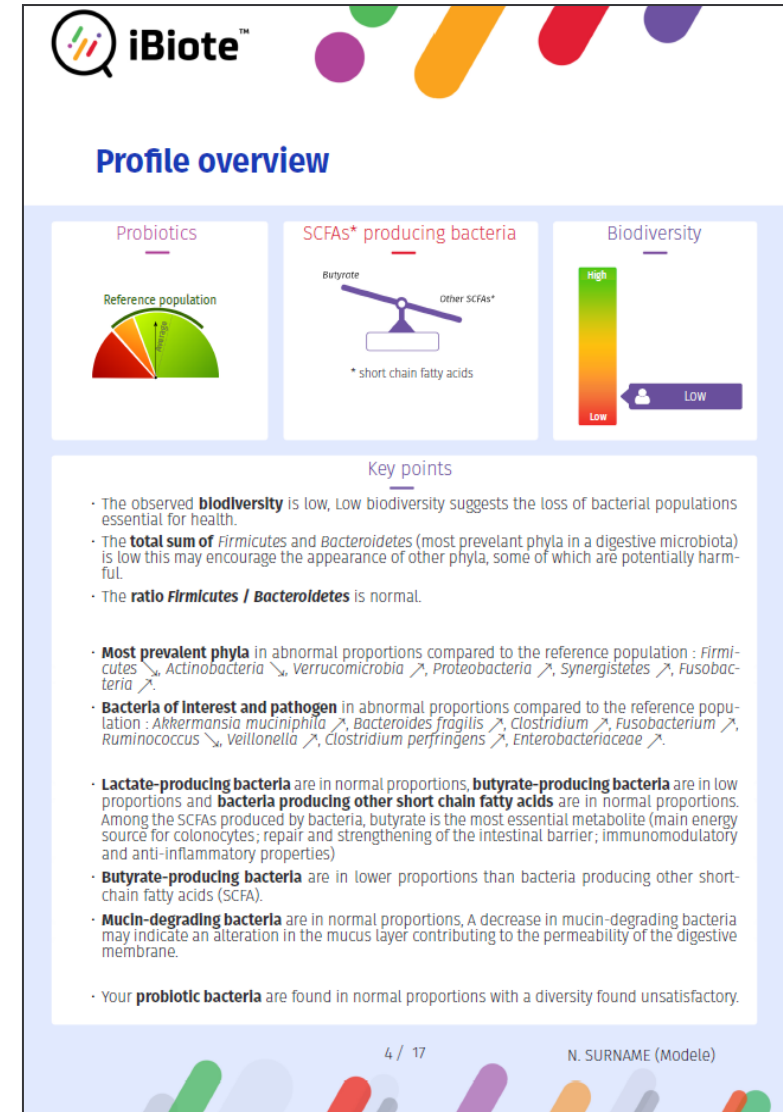 iBiote™
Profile overview
Probiotics
Reference population
Average
SCFAs* producing bacteria
Butyrate
Other SCFAs*
* short chain fatty acids
Biodiversity
High
Low
Low
Key points
· The observed biodiversity is low, Low biodiversity suggests the loss of bacterial populations
essential for health.
· The total sum of Firmicutes and Bacteroidetes (most prevelant phyla in a digestive microbiota)
is low this may encourage the appearance of other phyla, some of which are potentially harm-
ful.
· The ratio Firmicutes / Bacteroidetes is normal.
· Most prevalent phyla in abnormal proportions compared to the reference population : Firmi-
cutes ↘, Actinobacteria ↘, Verrucomicrobia ↗, Proteobacteria ↗, Synergistetes ↗, Fusobac-
teria ↗.
· Bacteria of interest and pathogen in abnormal proportions compared to the reference popu-
lation : Akkermansia muciniphila ↗, Bacteroides fragilis ↗, Clostridium ↗, Fusobacterium ↗,
Ruminococcus ↘, Veillonella ↗, Clostridium perfringens ↗, Enterobacteriaceae ↗.
· Lactate-producing bacteria are in normal proportions, butyrate-producing bacteria are in low
proportions and bacteria producing other short chain fatty acids are in normal proportions.
Among the SCFAs produced by bacteria, butyrate is the most essential metabolite (main energy
source for colonocytes; repair and strengthening of the intestinal barrier; immunomodulatory
and anti-inflammatory properties)
· Butyrate-producing bacteria are in lower proportions than bacteria producing other short-
chain fatty acids (SCFA).
· Mucin-degrading bacteria are in normal proportions, A decrease in mucin-degrading bacteria
may indicate an alteration in the mucus layer contributing to the permeability of the digestive
membrane.
· Your probiotic bacteria are found in normal proportions with a diversity found unsatisfactory.
4 / 17
N. SURNAME (Modele)